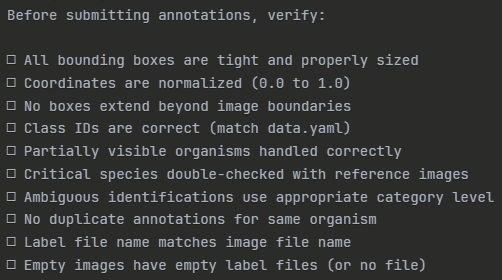 Before submitting annotations, verify:
□ All bounding boxes are tight and properly sized
□ Coordinates are normalized (0.0 to 1.0)
□ No boxes extend beyond image boundaries
□ Class IDs are correct (match data.yaml)
□ Partially visible organisms handled correctly
□ Critical species double-checked with reference images
□ Ambiguous identifications use appropriate category level
□ No duplicate annotations for same organism
□ Label file name matches image file name
□ Empty images have empty label files (or no file)